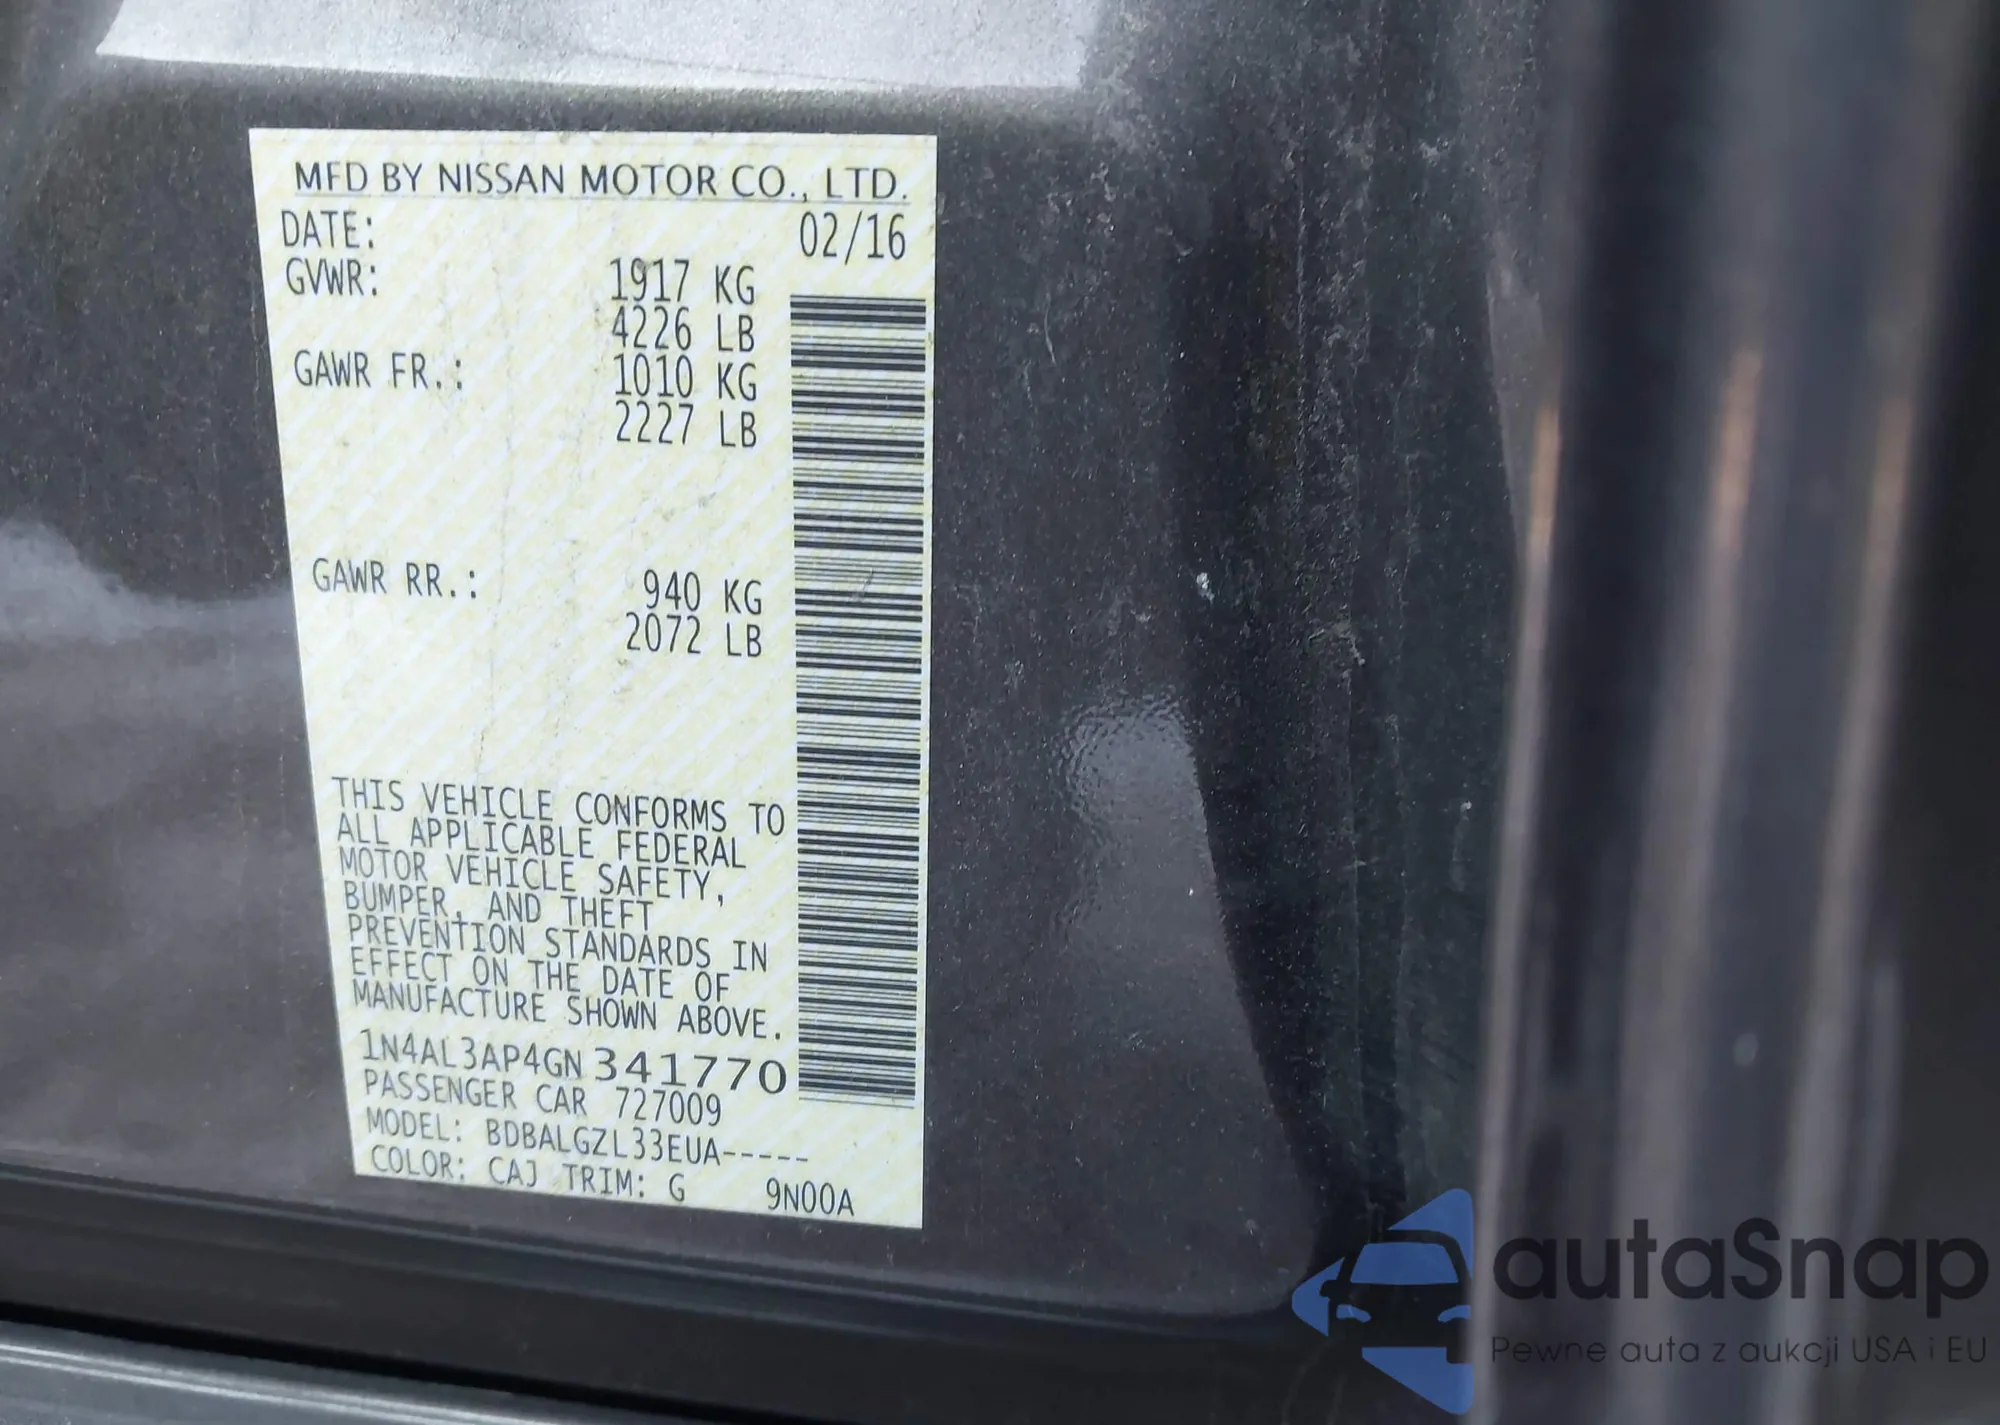 MFD BY NISSAN MOTOR CO., LTD.
DATE: 02/16
GVWR: 1917 KG
4226 LB
GAWR FR.: 1010 KG
2227 LB
GAWR RR.: 940 KG
2072 LB
THIS VEHICLE CONFORMS TO
ALL APPLICABLE FEDERAL
MOTOR VEHICLE SAFETY,
BUMPER, AND THEFT
PREVENTION STANDARDS IN
EFFECT ON THE DATE OF
MANUFACTURE SHOWN ABOVE.
1N4AL3AP4GN341770
PASSENGER CAR 727009
MODEL: BDBALGZL33EUA-----
COLOR: CAJ TRIM: G 9N00A
autaSnap
Pewne auta z aukcji USA i EU